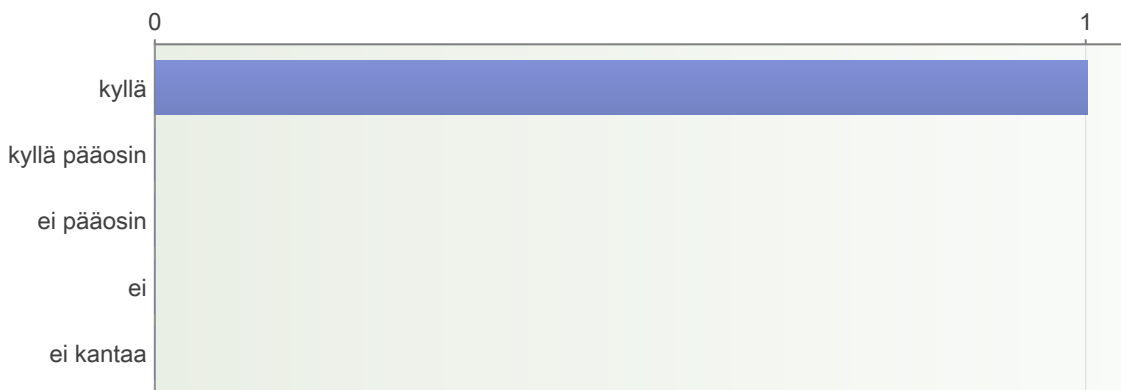 0 1
kyllä
kyllä pääosin
ei pääosin
ei
ei kantaa